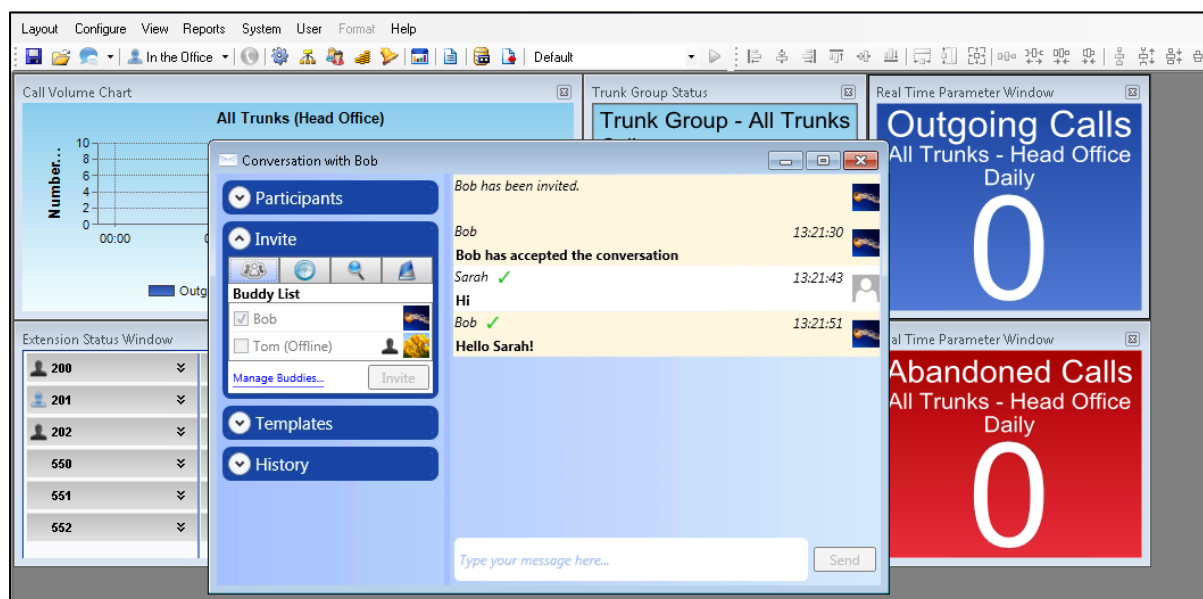 Layout Configure View Reports System User Format Help
In the Office Default
Call Volume Chart
All Trunks (Head Office)
Number...
10
8
6
4
2
0
00:00
Outg
Trunk Group Status
Trunk Group - All Trunks
Real Time Parameter Window
Outgoing Calls
All Trunks - Head Office
Daily
0
Extension Status Window
200
201
202
550
551
552
Conversation with Bob
Participants
Invite
Buddy List
Bob
Tom (Offline)
Manage Buddies... Invite
Templates
History
Bob has been invited.
Bob 13:21:30
Bob has accepted the conversation
Sarah 13:21:43
Hi
Bob 13:21:51
Hello Sarah!
Type your message here... Send
al Time Parameter Window
Abandoned Calls
All Trunks - Head Office
Daily
0